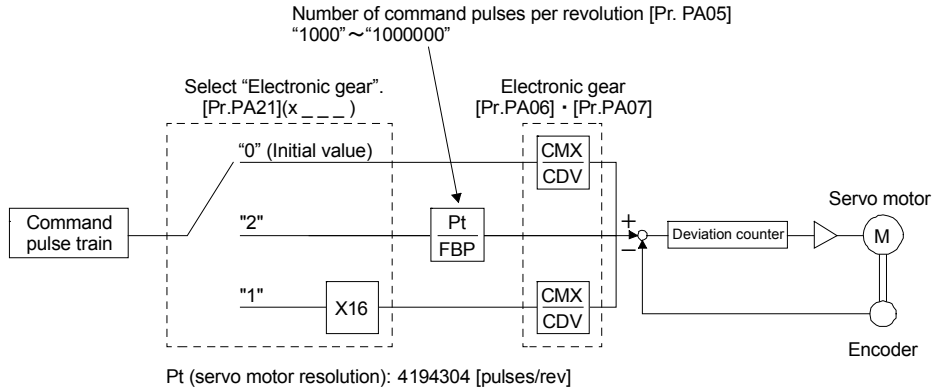 Number of command pulses per revolution [Pr. PA05]
“1000”～“1000000”
Select “Electronic gear”.
[Pr.PA21](x _ _ _ )
Electronic gear
[Pr.PA06]・[Pr.PA07]
“0” (Initial value)
CMX
CDV
Servo motor
Command
pulse train
"2"
Pt
FBP
+
−
Deviation counter
M
"1"
X16
CMX
CDV
Encoder
Pt (servo motor resolution): 4194304 [pulses/rev]